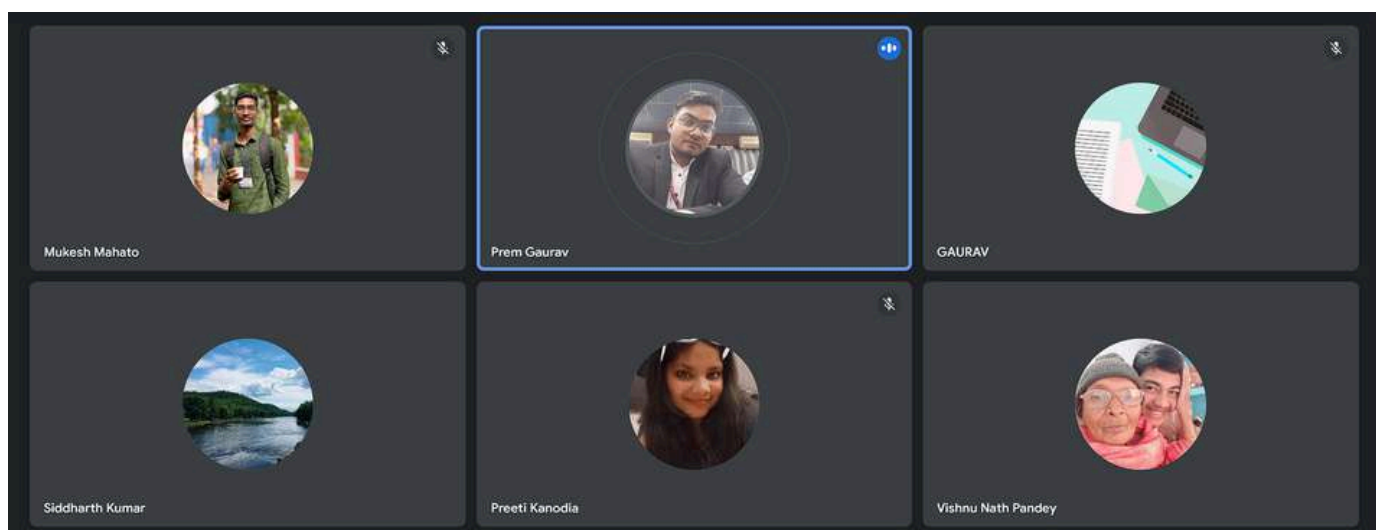 Mukesh Mahato
Prem Gaurav
GAURAV
Siddharth Kumar
Preeti Kanodia
Vishnu Nath Pandey